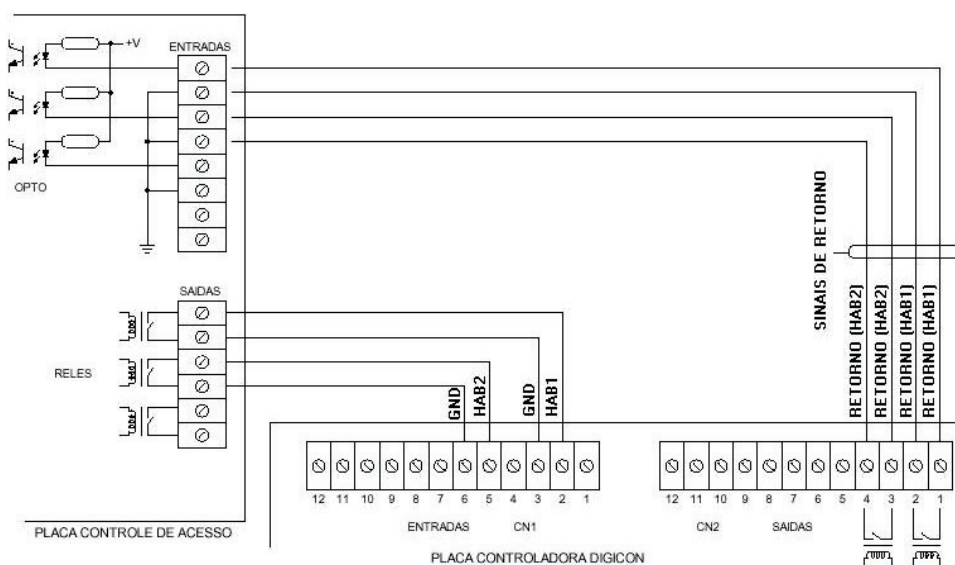 +V
ENTRADAS
OPTO
SAIDAS
RELES
PLACA CONTROLE DE ACESSO
SINAIS DE RETORNO
RETORNO (HAB2)
RETORNO (HAB2)
RETORNO (HAB1)
RETORNO (HAB1)
GND
HAB2
GND
HAB1
12 11 10 9 8 7 6 5 4 3 2 1
ENTRADAS CN1
12 11 10 9 8 7 6 5 4 3 2 1
CN2 SAIDAS
PLACA CONTROLADORA DIGICON